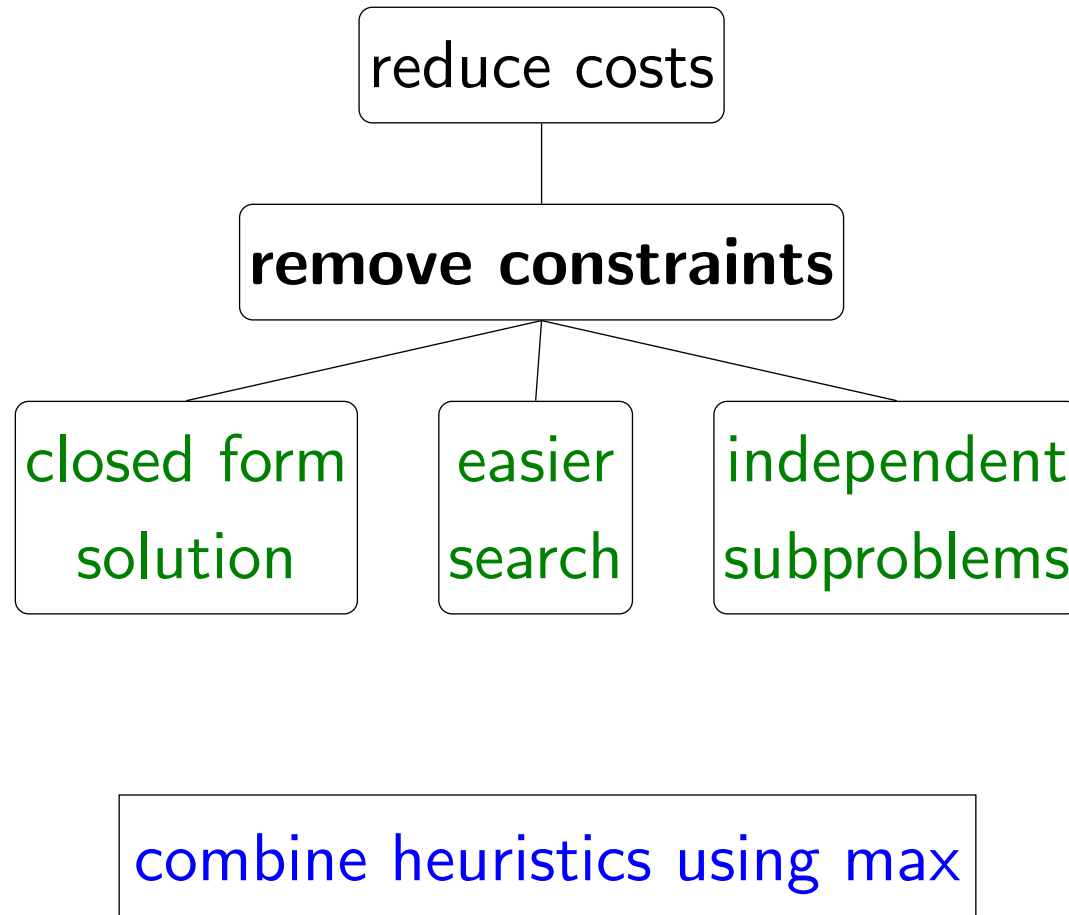 reduce costs
remove constraints
closed form
solution
easier
search
independent
subproblems
combine heuristics using max